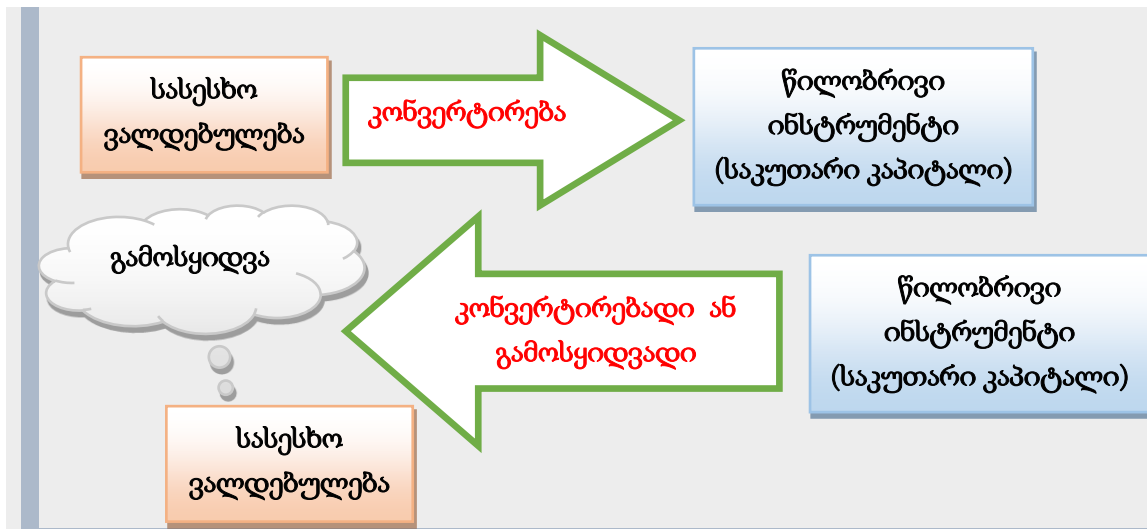 სასესხო
ვალდებულება
კონვერტირება
წილობრივი
ინსტრუმენტი
(საკუთარი კაპიტალი)
გამოსყიდვა
კონვერტირებადი ან
გამოსყიდვადი
წილობრივი
ინსტრუმენტი
(საკუთარი კაპიტალი)
სასესხო
ვალდებულება